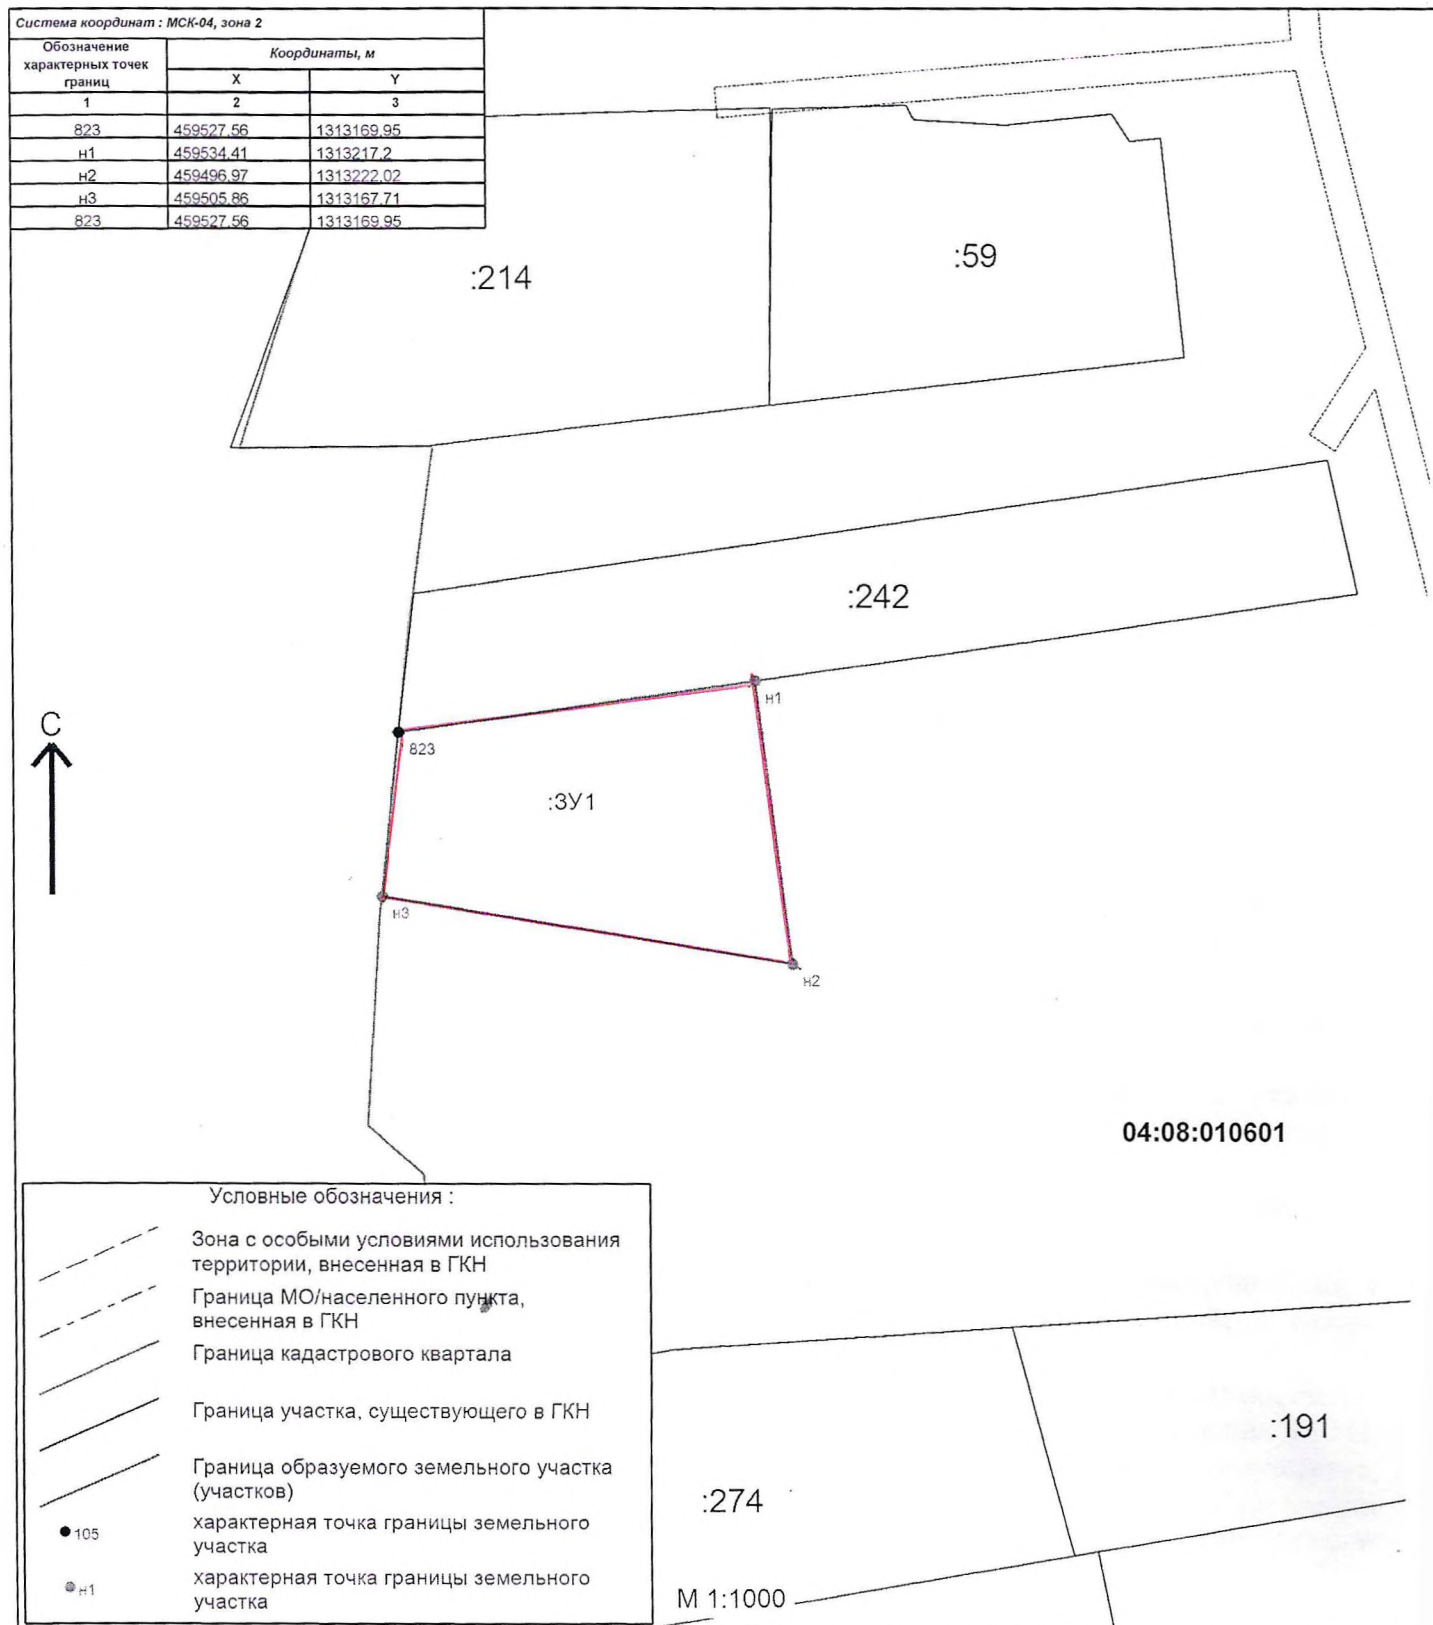 Система координат : МСК-04, зона 2
Обозначение характерных точек границ
Координаты, м
X Y
1 2 3
823 459527.56 1313169.95
н1 459534.41 1313217.2
н2 459496.97 1313222.02
н3 459505.86 1313167.71
823 459527.56 1313169.95
:214
:59
:242
н1
С
823
:ЗУ1
н3
н2
04:08:010601
Условные обозначения :
Зона с особыми условиями использования
территории, внесенная в ГКН
Граница МО/населенного пункта,
внесенная в ГКН
Граница кадастрового квартала
Граница участка, существующего в ГКН
Граница образуемого земельного участка
(участков)
105 характерная точка границы земельного
участка
н1 характерная точка границы земельного
участка
:191
:274
М 1:1000